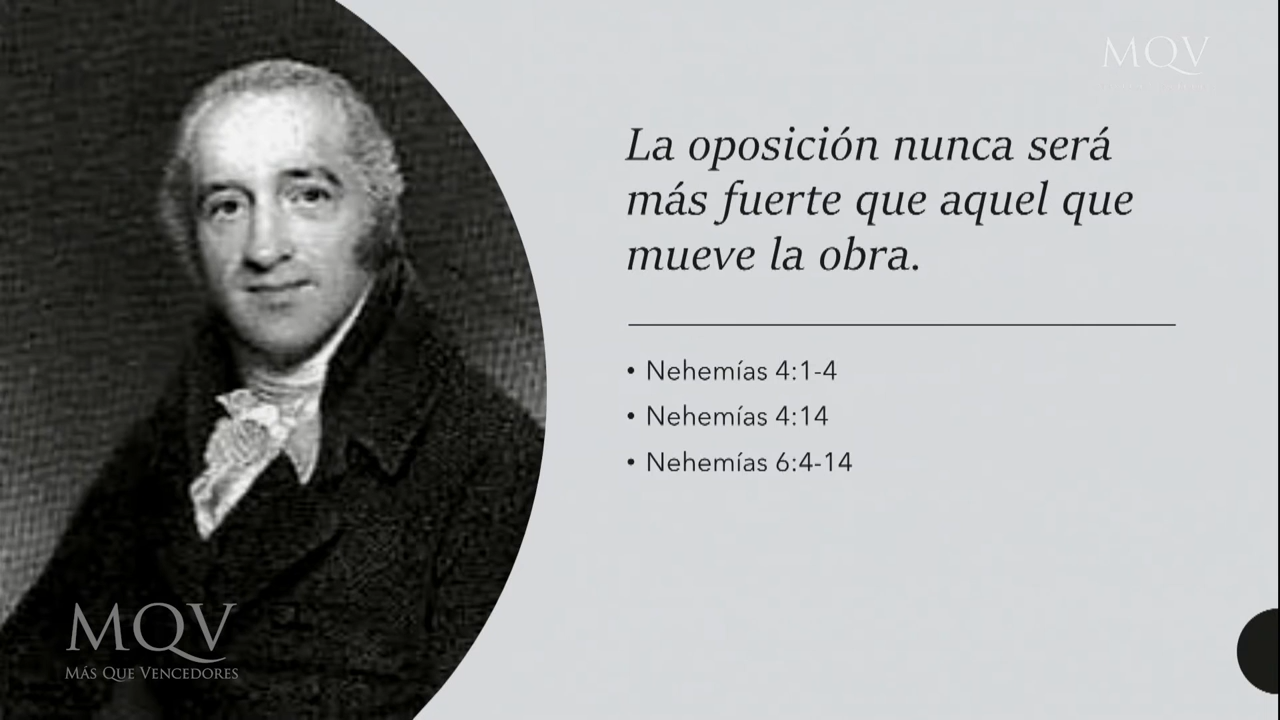 MQV
La oposición nunca será
más fuerte que aquel que
mueve la obra.
• Nehemías 4:1-4
• Nehemías 4:14
• Nehemías 6:4-14
MQV
MÁS QUE VENCEDORES